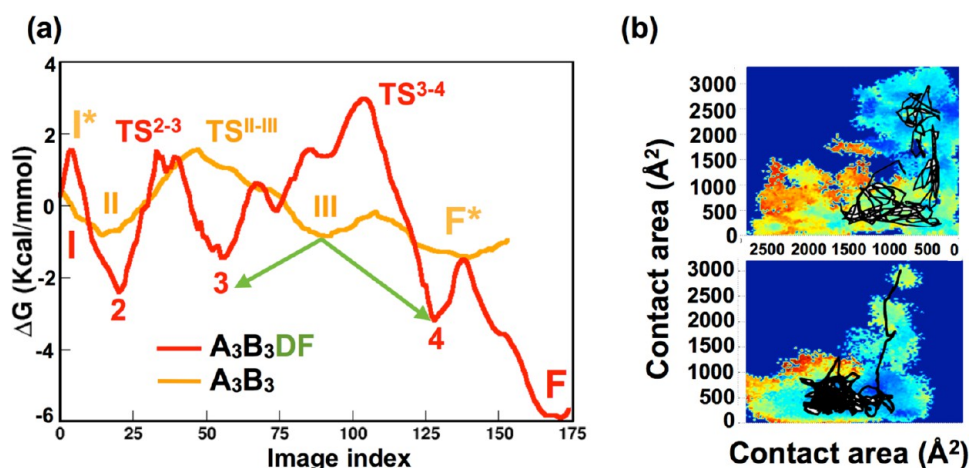 (a)
(b)
4
2
0
-2
-4
-6
ΔG (Kcal/mmol)
I*
TS2-3
TSII-III
TS3-4
II
III
F*
I
2
3
4
F
A3B3DF
A3B3
0 25 50 75 100 125 150 175
Image index
3000
2500
2000
1500
1000
500
0
2500 2000 1500 1000 500 0
3000
2500
2000
1500
1000
500
0
Contact area (Å2)
Contact area (Å2)